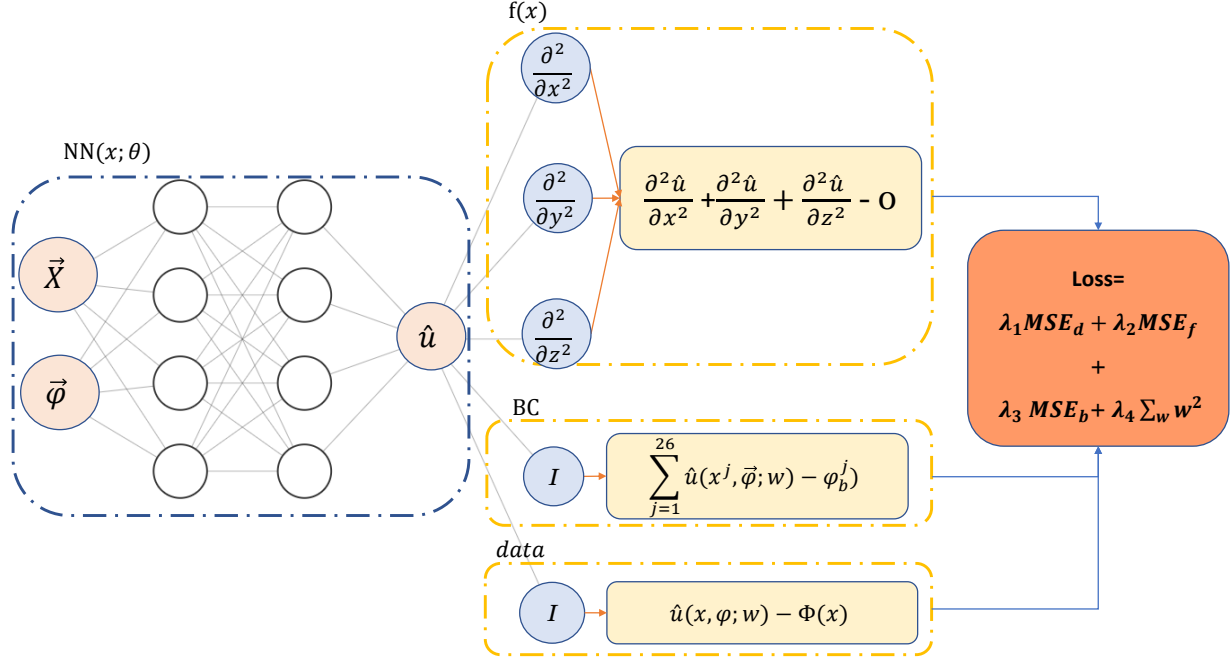 f(x)
∂²/∂x²
NN(x; θ)
∂²/∂y²
∂²û/∂x² +∂²û/∂y² + ∂²û/∂z² - O
X⃗
φ⃗
û
∂²/∂z²
Loss=
λ₁MSE_d + λ₂MSE_f
+
λ₃ MSE_b+ λ₄ ∑_w w²
BC
I
∑_{j=1}^{26} û(x^j, φ⃗; w) − φ_b^j)
data
I
û(x, φ; w) − Φ(x)